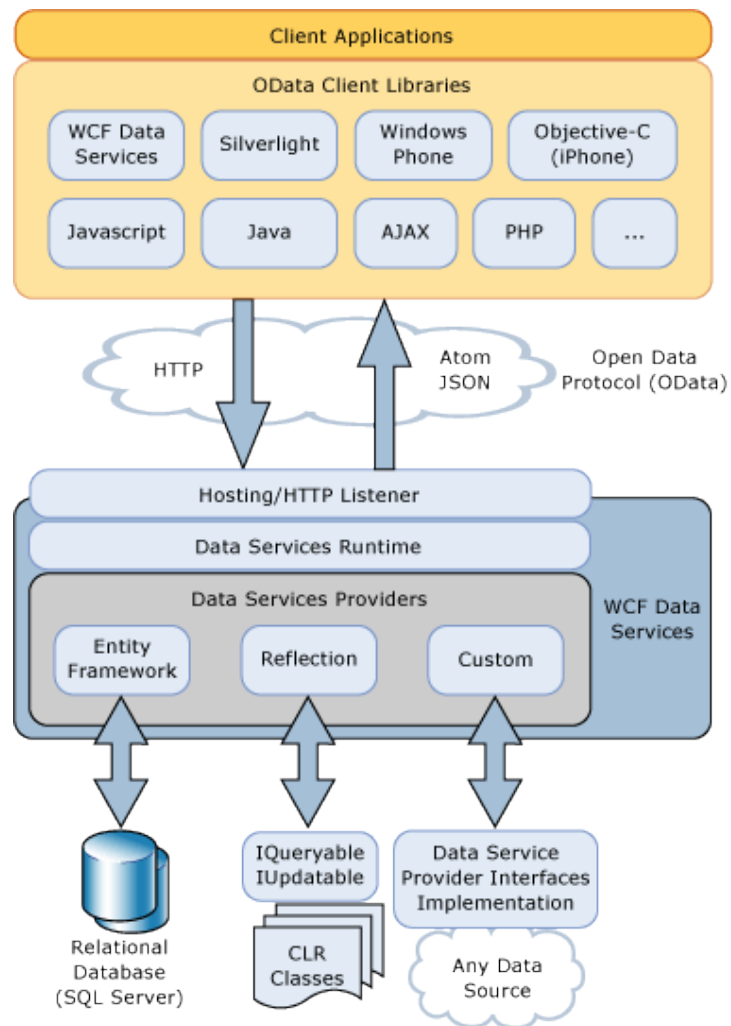 Client Applications
OData Client Libraries
WCF Data
Services
Silverlight
Windows
Phone
Objective-C
(iPhone)
Javascript
Java
AJAX
PHP
...
HTTP
Atom
JSON
Open Data
Protocol (OData)
Hosting/HTTP Listener
Data Services Runtime
Data Services Providers
WCF Data
Services
Entity
Framework
Reflection
Custom
IQueryable
IUpdatable
Data Service
Provider Interfaces
Implementation
Relational
Database
(SQL Server)
CLR
Classes
Any Data
Source